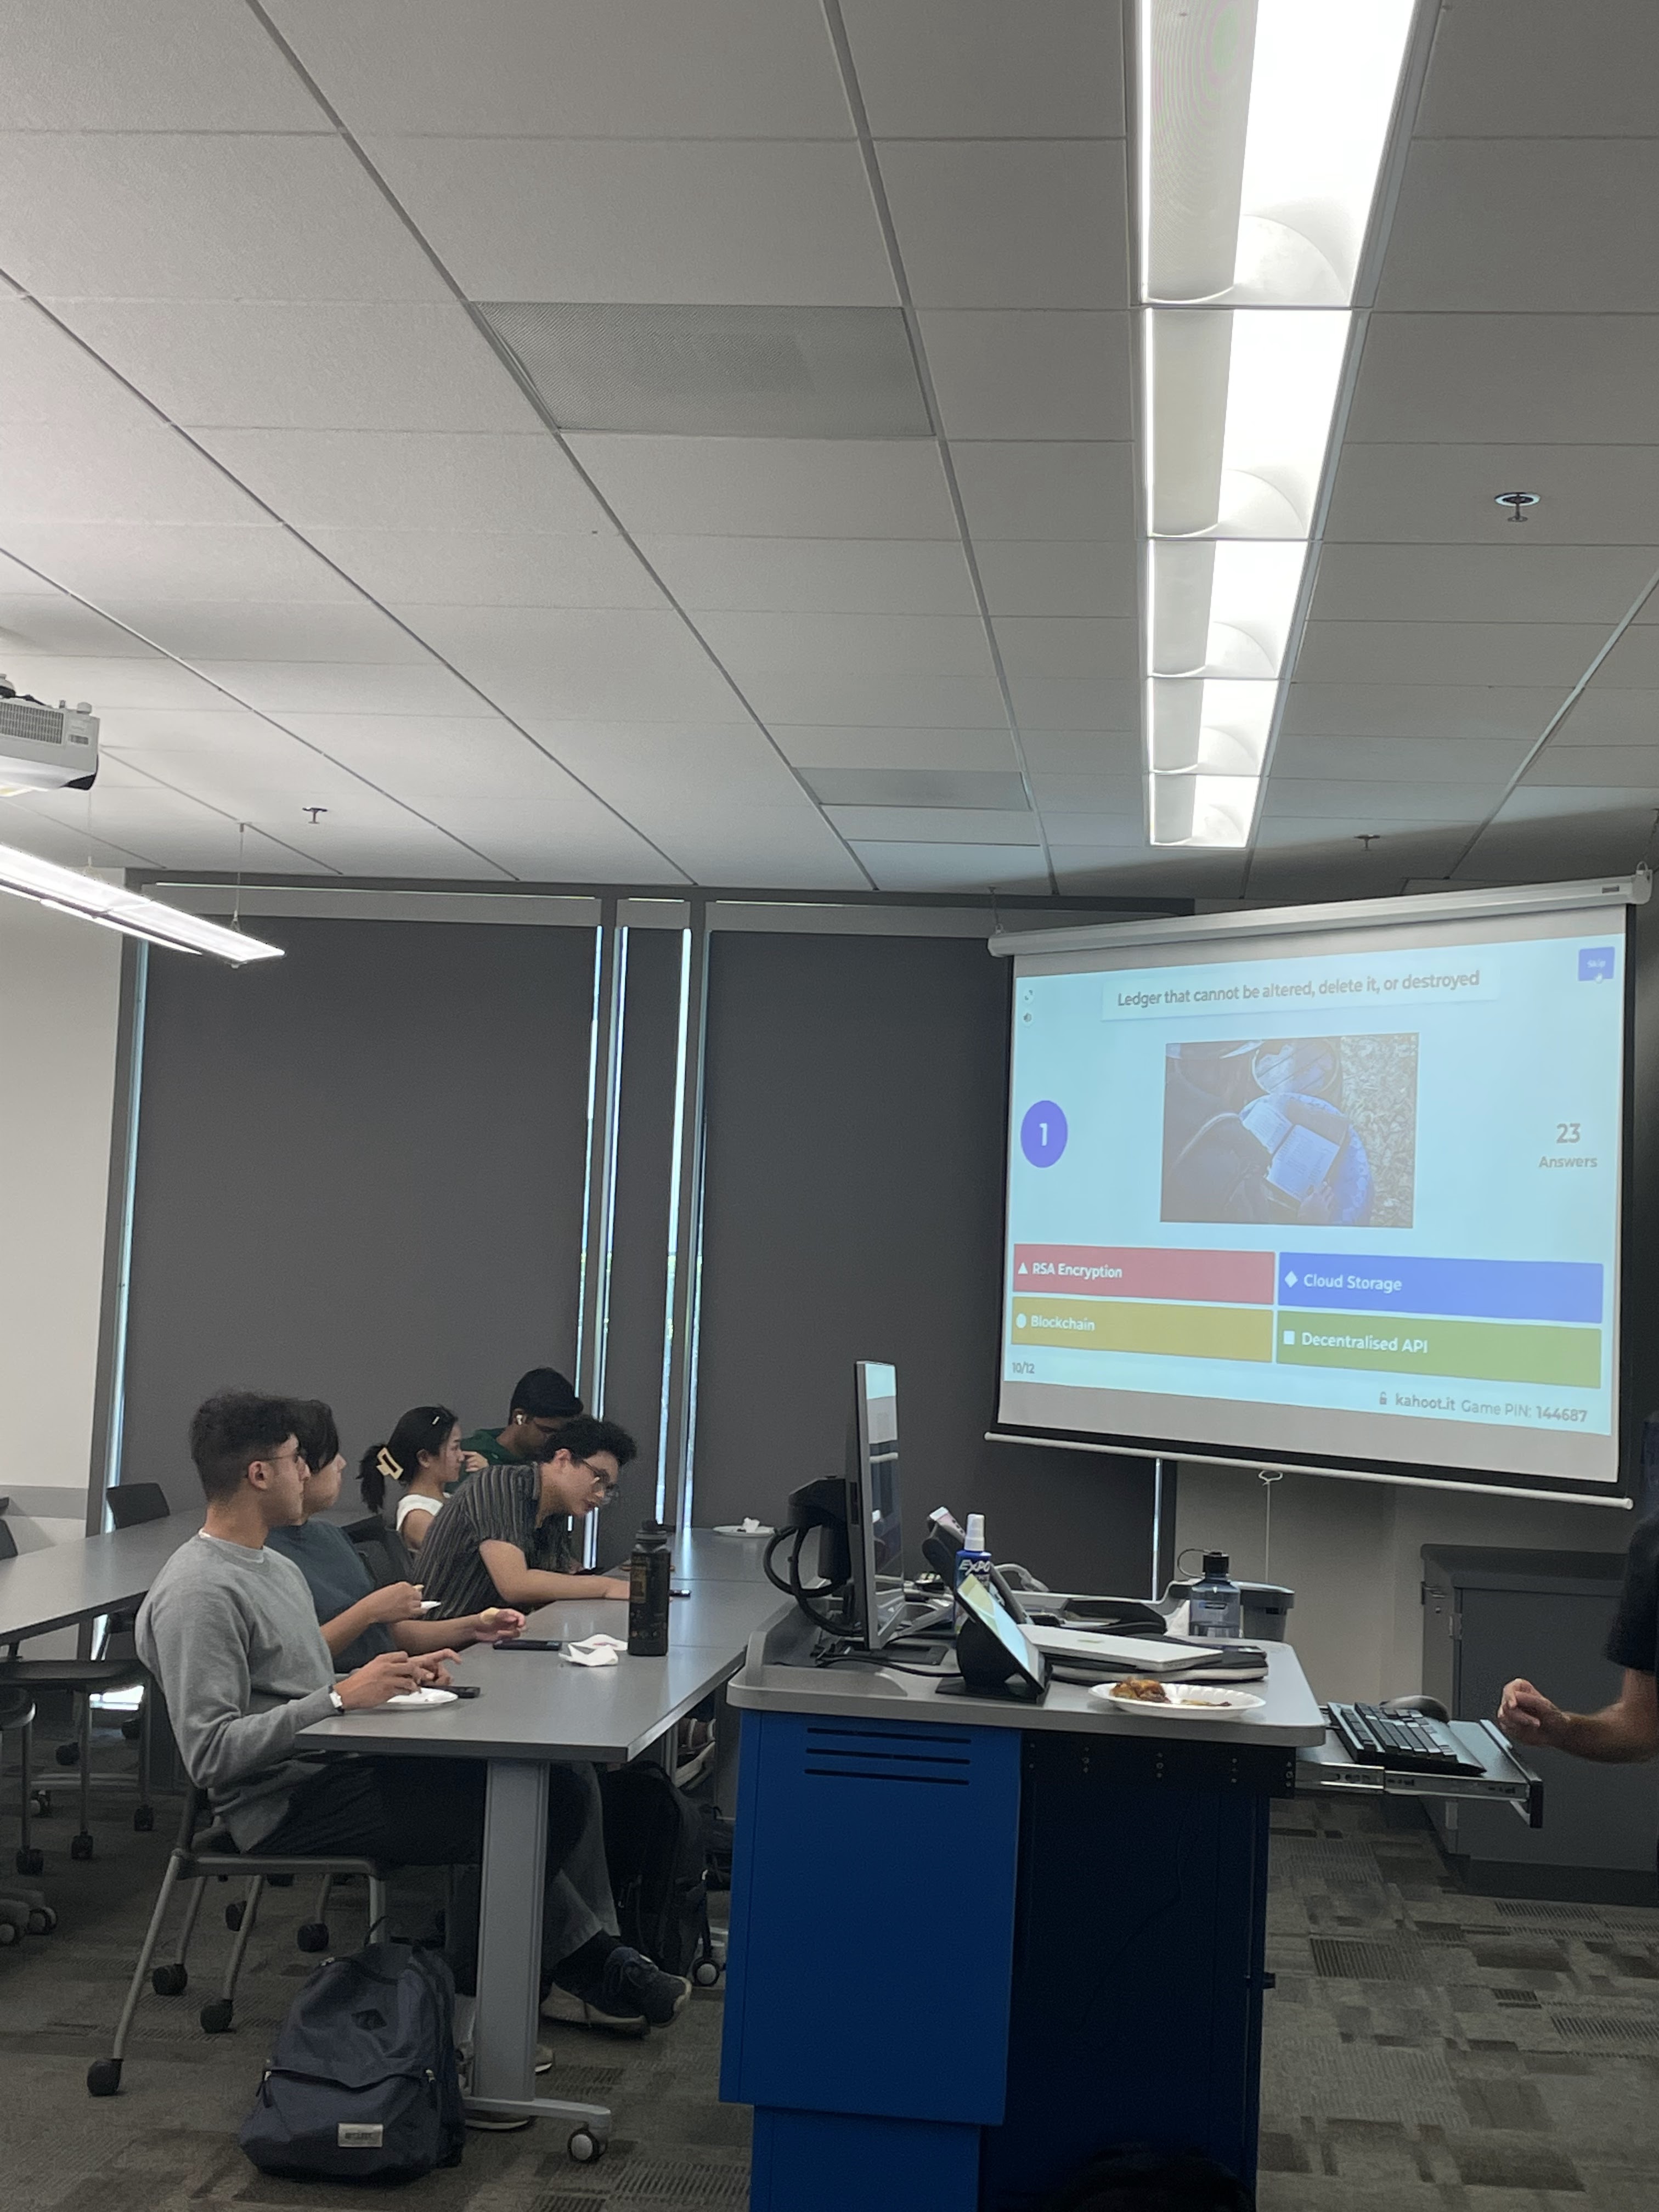 Skip
Ledger that cannot be altered, delete it, or destroyed
1
23
Answers
RSA Encryption
Cloud Storage
Blockchain
Decentralised API
10/12
kahoot.it Game PIN: 144687
EXPO